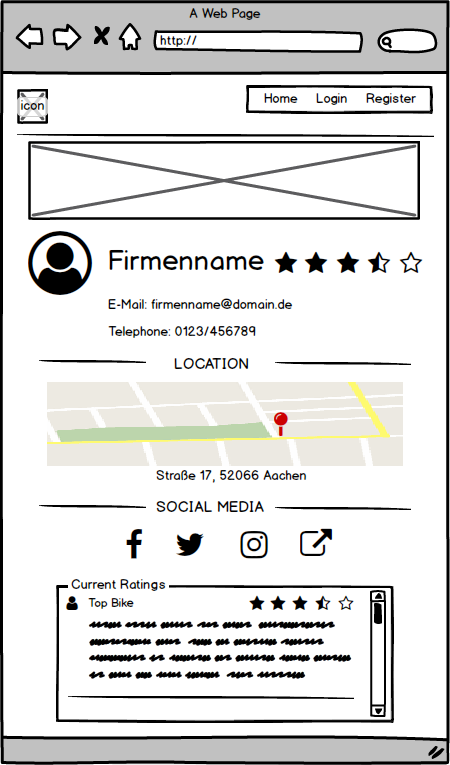 A Web Page
http://
icon
Home Login Register
Firmenname
E-Mail: firmenname@domain.de
Telephone: 0123/456789
LOCATION
Straße 17, 52066 Aachen
SOCIAL MEDIA
Current Ratings
Top Bike